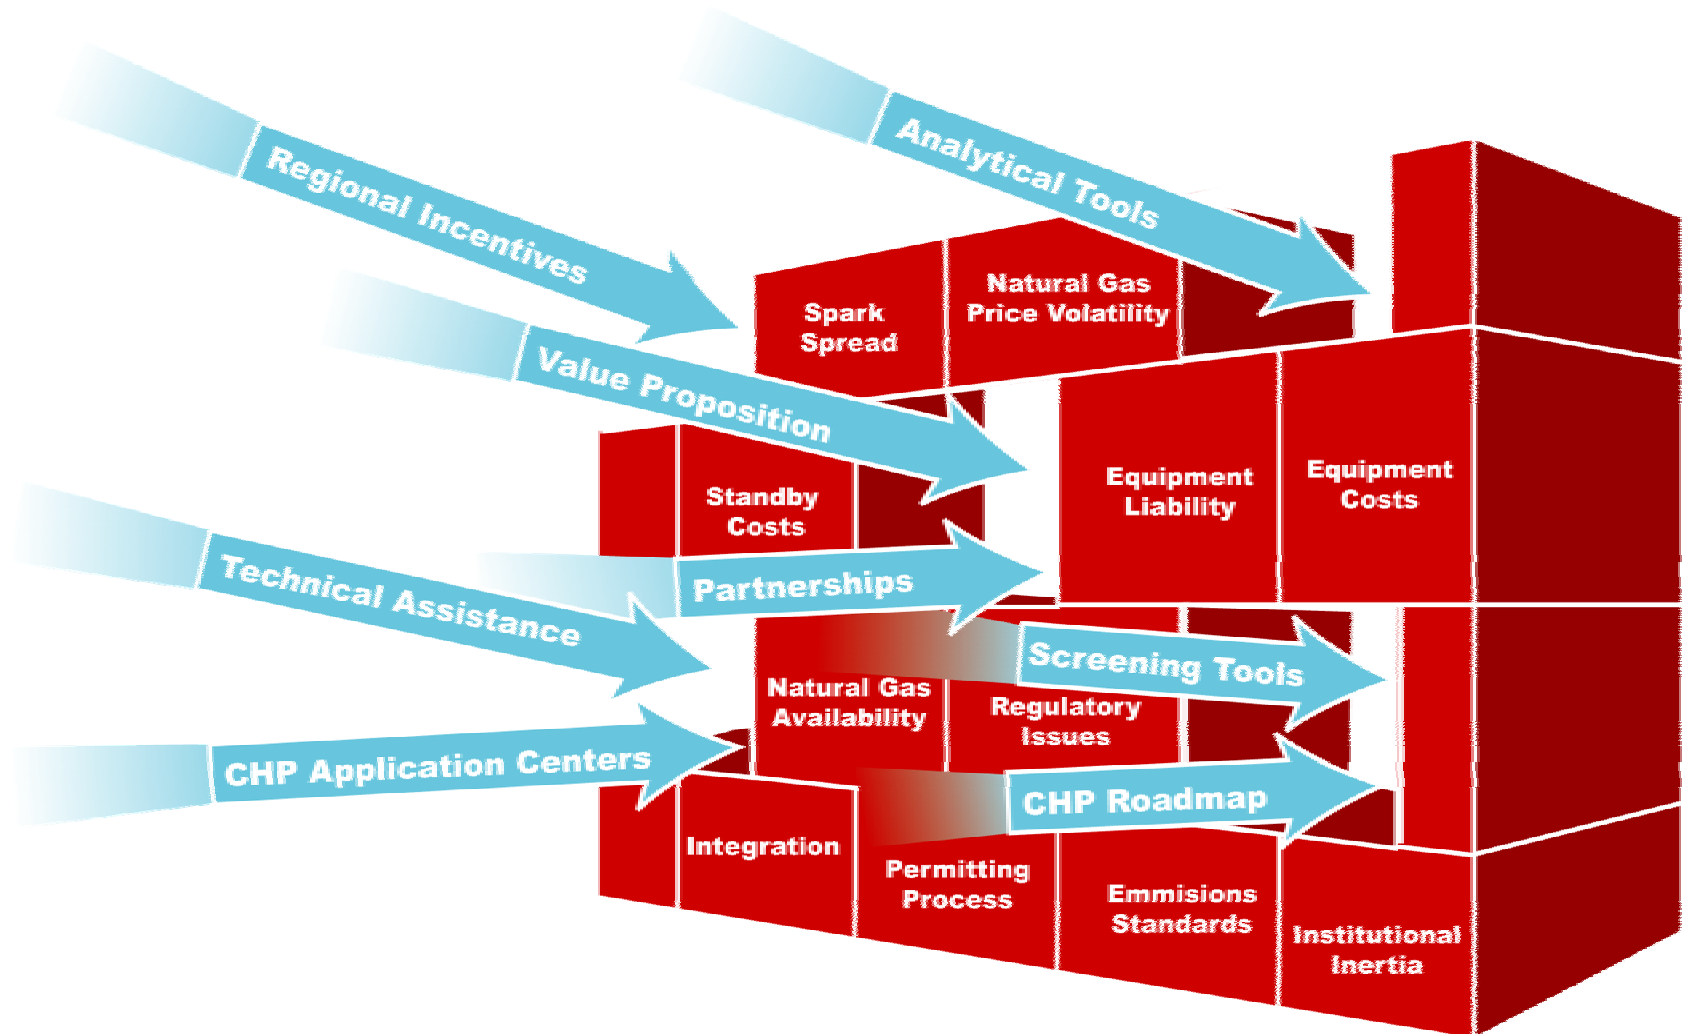 Analytical Tools
Regional Incentives
Natural Gas
Price Volatility
Spark
Spread
Value Proposition
Equipment
Liability
Equipment
Costs
Standby
Costs
Technical Assistance
Partnerships
Screening Tools
Natural Gas
Availability
Regulatory
Issues
CHP Application Centers
CHP Roadmap
Integration
Permitting
Process
Emmisions
Standards
Institutional
Inertia